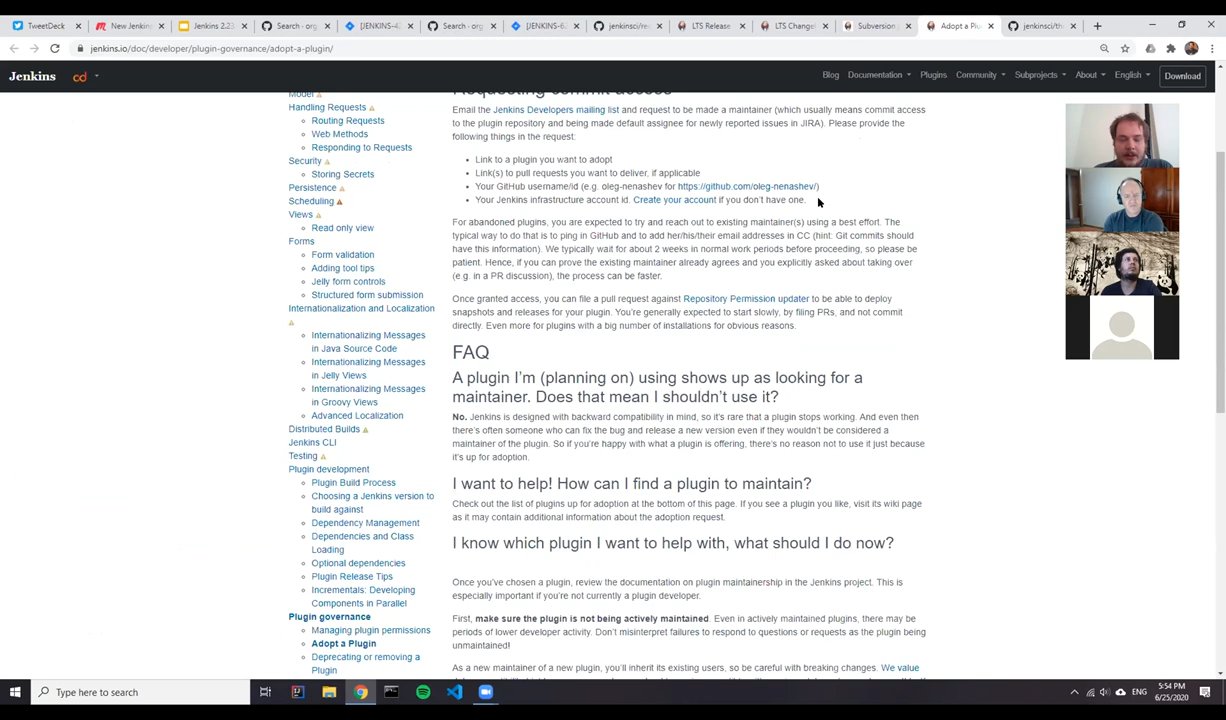 TweetDeck
New Jenkins
Jenkins 2.23
Search · org
[JENKINS-4
Search · org
[JENKINS-6
jenkinsci/re
LTS Release
LTS Change
Subversion
Adopt a Pl
jenkinsci/th
jenkins.io/doc/developer/plugin-governance/adopt-a-plugin/
Jenkins
cd
Blog Documentation Plugins Community Subprojects About English Download
Model
Handling Requests
Routing Requests
Web Methods
Responding to Requests
Security
Storing Secrets
Persistence
Scheduling
Views
Read only view
Forms
Form validation
Adding tool tips
Jelly form controls
Structured form submission
Internationalization and Localization
Internationalizing Messages
in Java Source Code
Internationalizing Messages
in Jelly Views
Internationalizing Messages
in Groovy Views
Advanced Localization
Distributed Builds
Jenkins CLI
Testing
Plugin development
Plugin Build Process
Choosing a Jenkins version to
build against
Dependency Management
Dependencies and Class
Loading
Optional dependencies
Plugin Release Tips
Incrementals: Developing
Components in Parallel
Plugin governance
Managing plugin permissions
Adopt a Plugin
Deprecating or removing a
Plugin
Requesting commit access
Email the Jenkins Developers mailing list and request to be made a maintainer (which usually means commit access
to the plugin repository and being made default assignee for newly reported issues in JIRA). Please provide the
following things in the request:
Link to a plugin you want to adopt
Link(s) to pull requests you want to deliver, if applicable
Your GitHub username/id (e.g. oleg-nenashev for https://github.com/oleg-nenashev/)
Your Jenkins infrastructure account id. Create your account if you don't have one.
For abandoned plugins, you are expected to try and reach out to existing maintainer(s) using a best effort. The
typical way to do that is to ping in GitHub and to add her/his/their email addresses in CC (hint: Git commits should
have this information). We typically wait for about 2 weeks in normal work periods before proceeding, so please be
patient. Hence, if you can prove the existing maintainer already agrees and you explicitly asked about taking over
(e.g. in a PR discussion), the process can be faster.
Once granted access, you can file a pull request against Repository Permission updater to be able to deploy
snapshots and releases for your plugin. You're generally expected to start slowly, by filing PRs, and not commit
directly. Even more for plugins with a big number of installations for obvious reasons.
FAQ
A plugin I'm (planning on) using shows up as looking for a
maintainer. Does that mean I shouldn't use it?
No. Jenkins is designed with backward compatibility in mind, so it's rare that a plugin stops working. And even then
there's often someone who can fix the bug and release a new version even if they wouldn't be considered a
maintainer of the plugin. So if you're happy with what a plugin is offering, there's no reason not to use it just because
it's up for adoption.
I want to help! How can I find a plugin to maintain?
Check out the list of plugins up for adoption at the bottom of this page. If you see a plugin you like, visit its wiki page
as it may contain additional information about the adoption request.
I know which plugin I want to help with, what should I do now?
Once you've chosen a plugin, review the documentation on plugin maintainership in the Jenkins project. This is
especially important if you're not currently a plugin developer.
First, make sure the plugin is not being actively maintained. Even in actively maintained plugins, there may be
periods of lower developer activity. Don't misinterpret failures to respond to questions or requests as the plugin being
unmaintained!
As a new maintainer of a new plugin, you'll inherit its existing users, so be careful with breaking changes. We value
Type here to search
ENG
5:54 PM
6/25/2020